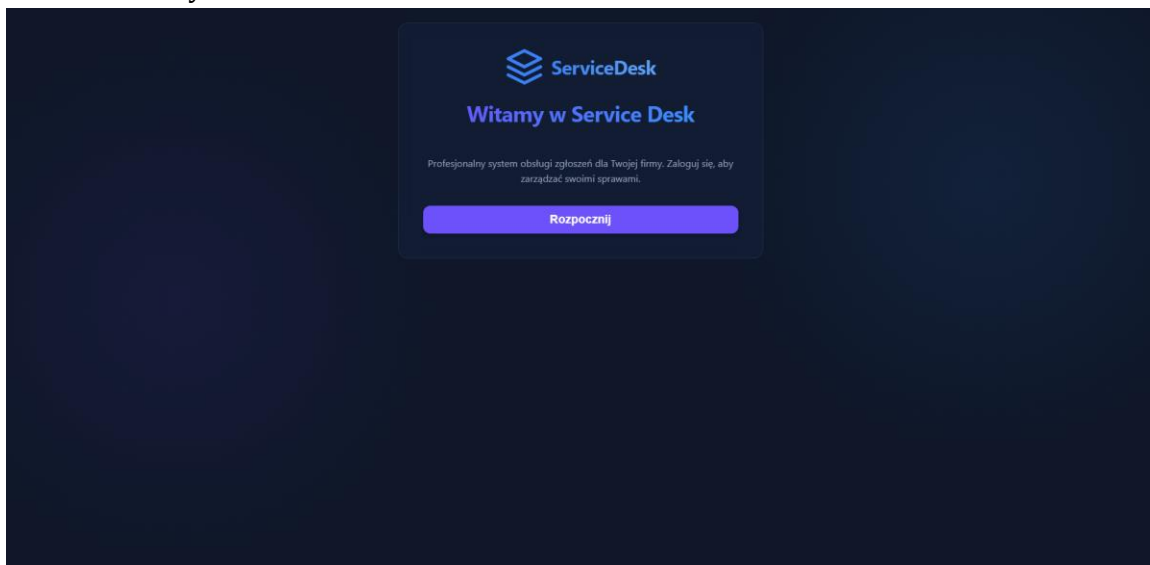 ServiceDesk
Witamy w Service Desk
Profesjonalny system obsługi zgłoszeń dla Twojej firmy. Zaloguj się, aby
zarządzać swoimi sprawami.
Rozpocznij